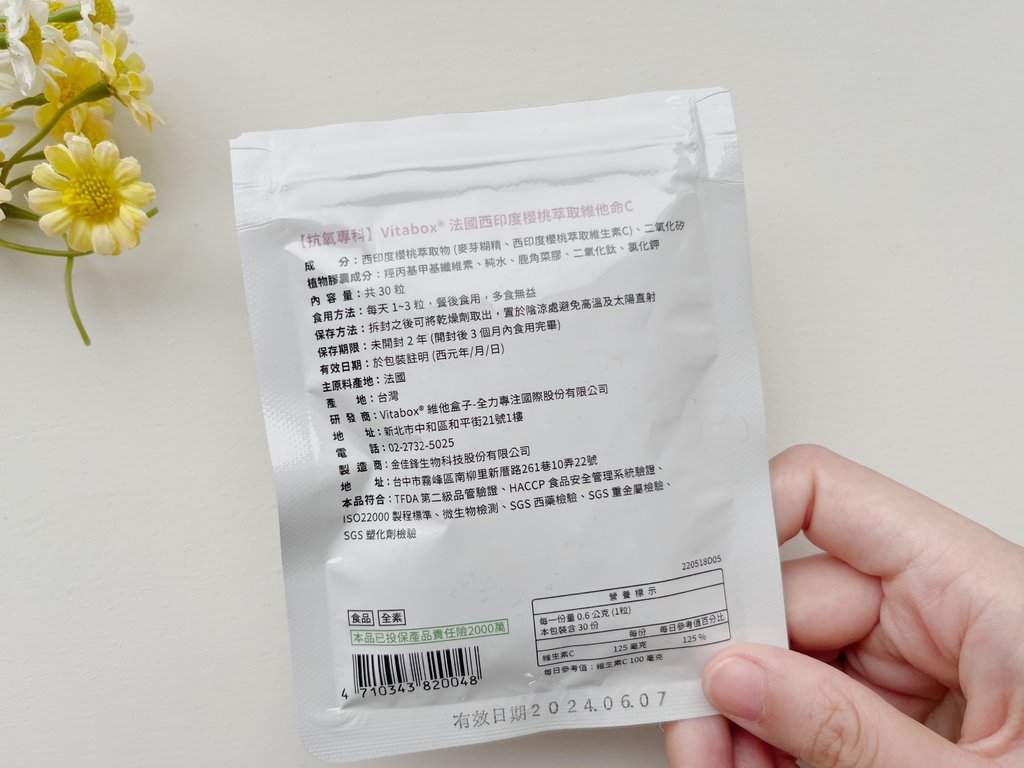 【抗氧專科】Vitabox® 法國西印度櫻桃萃取維他命C
成 分：西印度櫻桃萃取物 (麥芽糊精、西印度櫻桃萃取維生素C)、二氧化矽
植物膠囊成分：羥丙基甲基纖維素、純水、鹿角菜膠、二氧化鈦、氯化鉀
內 容 量：共 30 粒
食用方法：每天 1~3 粒，餐後食用，多食無益
保存方法：拆封之後可將乾燥劑取出，置於陰涼處避免高溫及太陽直射
保存期限：未開封 2 年 (開封後 3 個月內食用完畢)
有效日期：於包裝註明 (西元年/月/日)
主原料產地：法國
產 地：台灣
研 發 商：Vitabox® 維他盒子-全力專注國際股份有限公司
地 址：新北市中和區和平街21號1樓
電 話：02-2732-5025
製 造 商：金佳鋒生物科技股份有限公司
地 址：台中市霧峰區南柳里新厝路261巷10弄22號
本品符合：TFDA 第二級品管驗證、HACCP 食品安全管理系統驗證、
ISO22000 製程標準、微生物檢測、SGS 西藥檢驗、SGS 重金屬檢驗、
SGS 塑化劑檢驗
220518D05
食品 全素
本品已投保產品責任險2000萬
4 710343 820048
營 養 標 示
每一份量 0.6 公克 (1粒)
本包裝含 30 份
每份 每日參考值百分比
維生素C 125 毫克 125 %
每日參考值：維生素C 100 毫克
有效日期2024.06.07